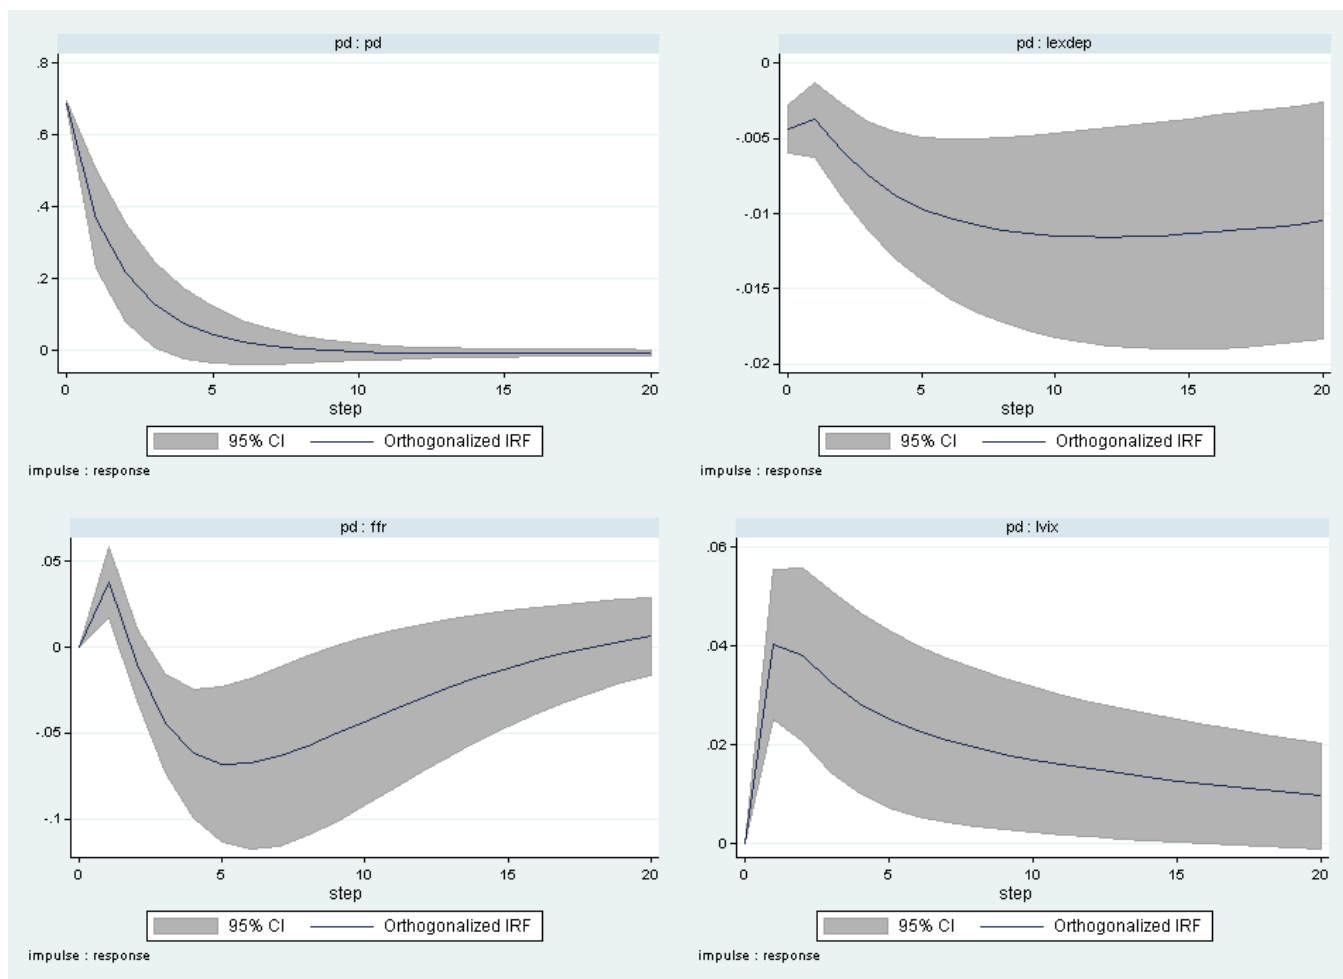 pd : pd
.8
.6
.4
.2
0
0 5 10 15 20
step
95% CI Orthogonalized IRF
impulse : response
pd : lexdep
0
-.005
-.01
-.015
-.02
0 5 10 15 20
step
95% CI Orthogonalized IRF
impulse : response
pd : ffr
.05
0
-.05
-.1
0 5 10 15 20
step
95% CI Orthogonalized IRF
impulse : response
pd : lvix
.06
.04
.02
0
0 5 10 15 20
step
95% CI Orthogonalized IRF
impulse : response